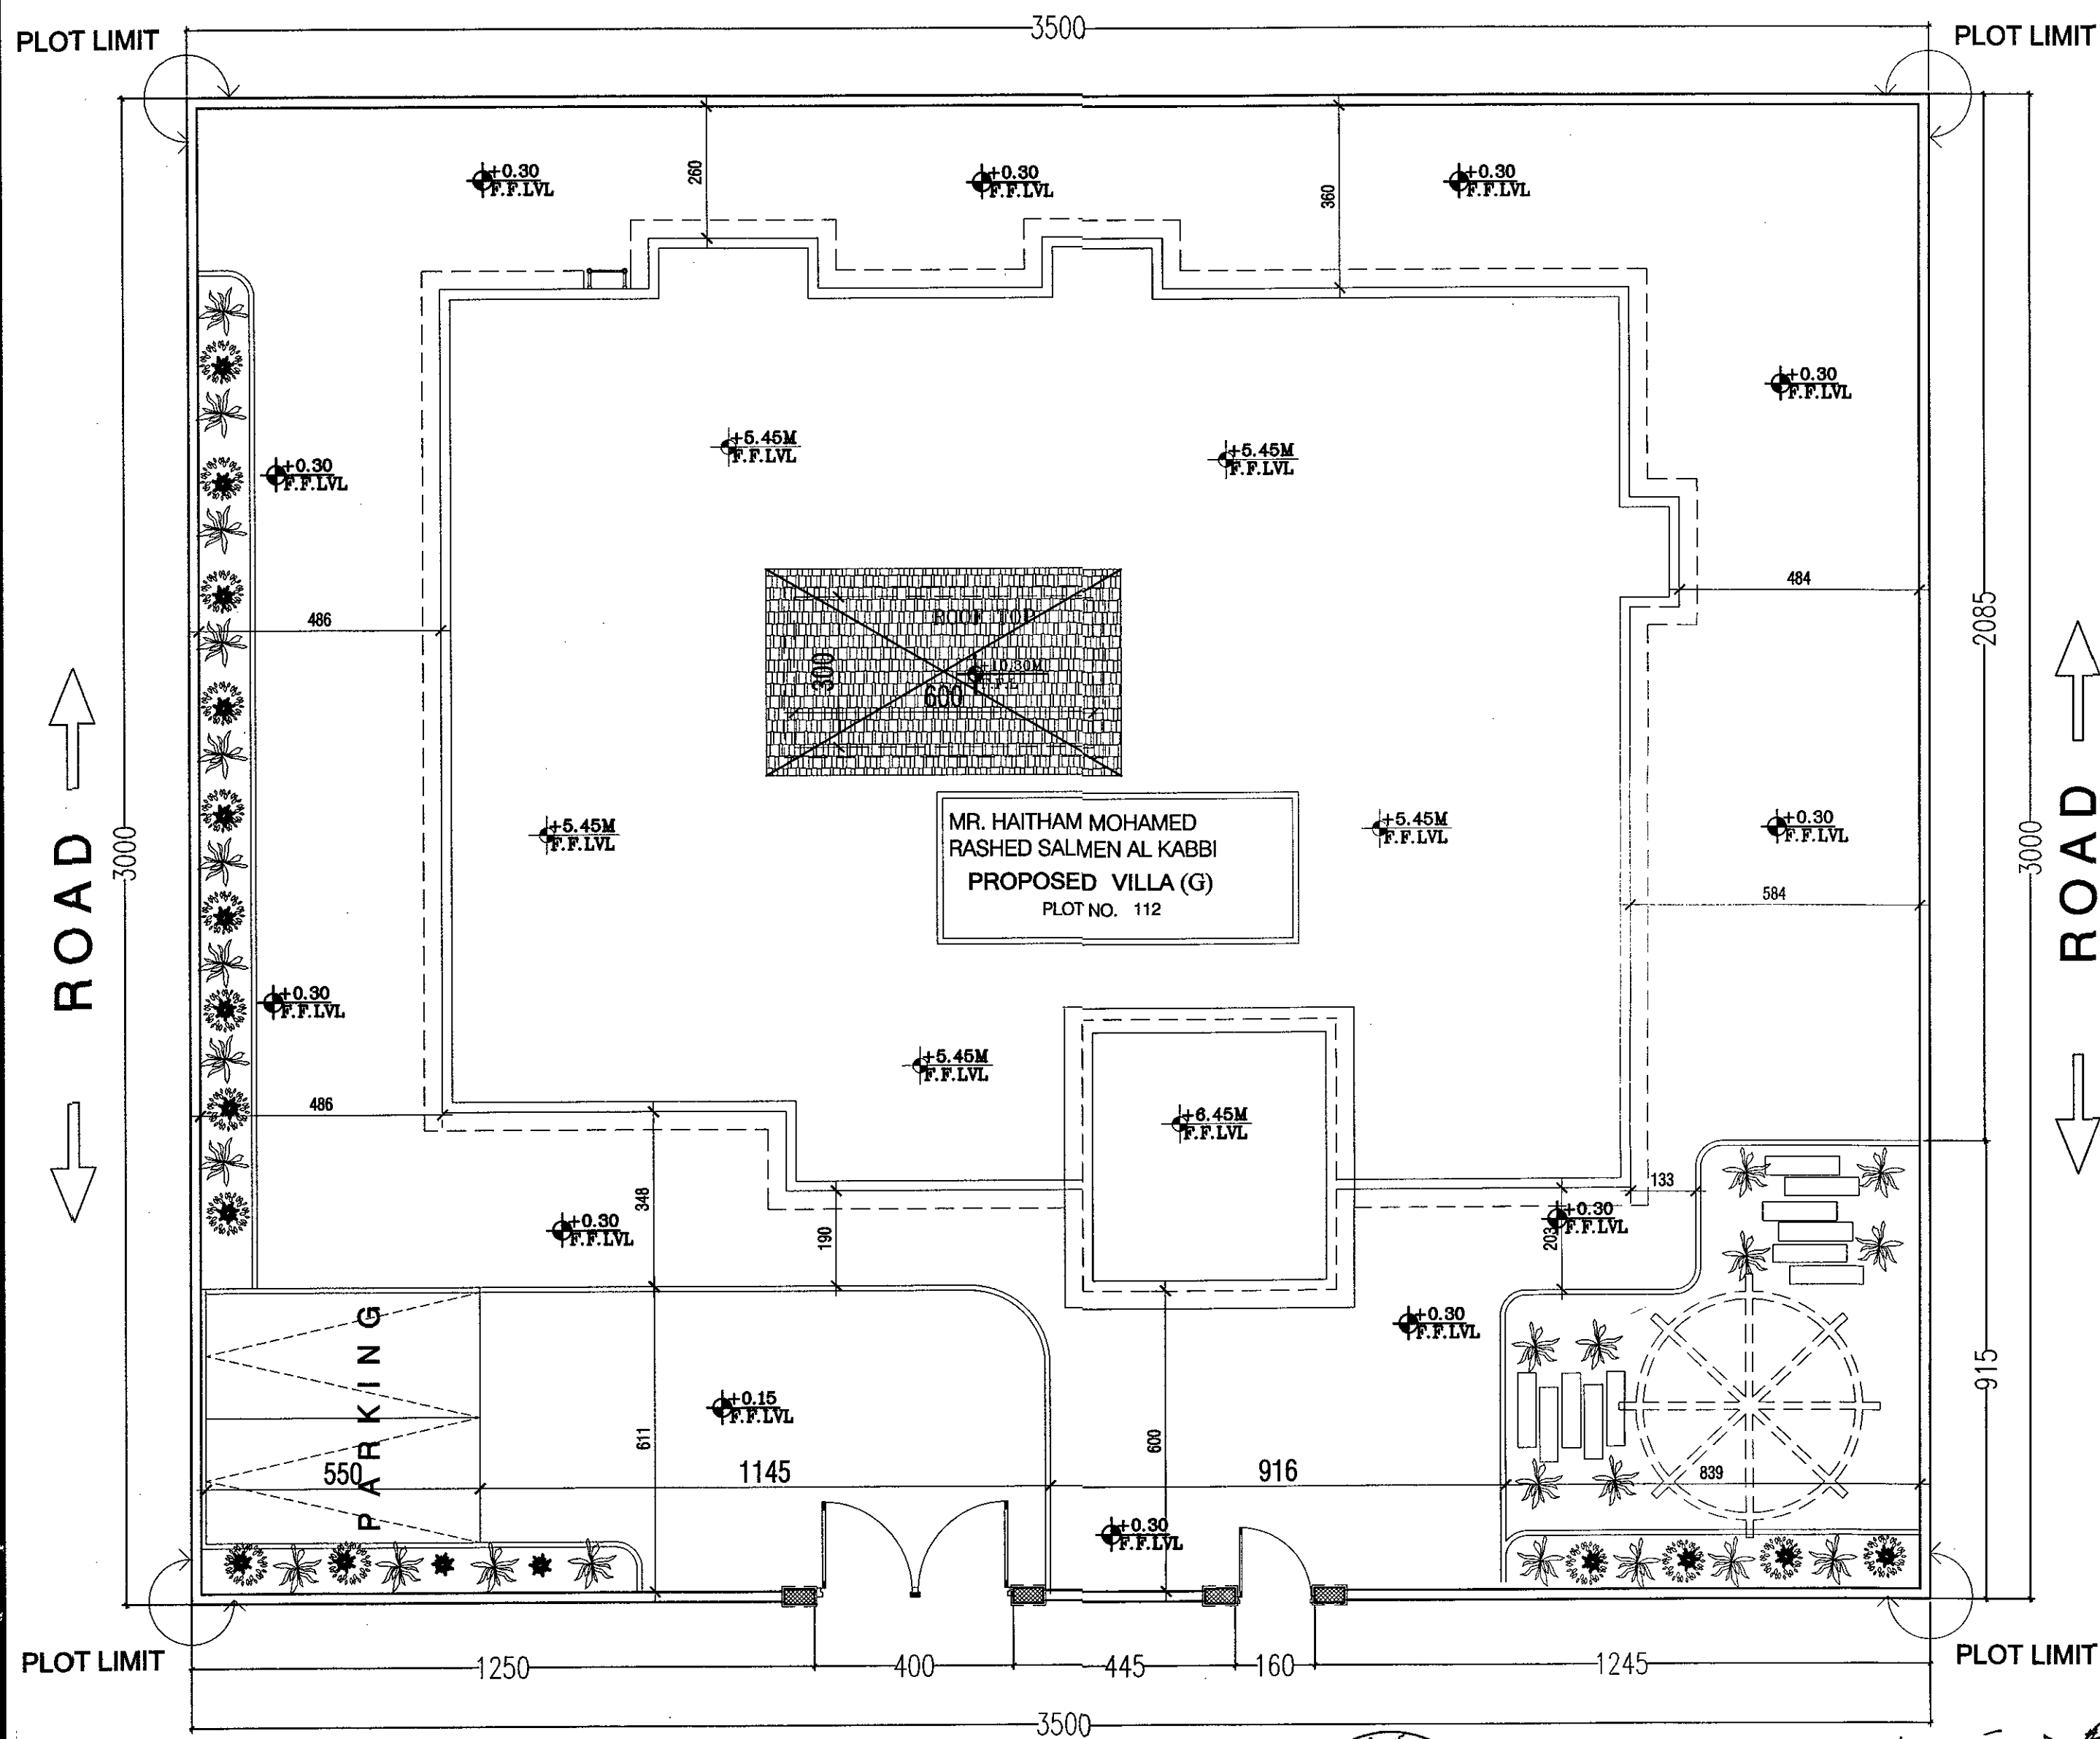 3500
PLOT LIMIT
PLOT LIMIT
260
360
+0.30
F.F.LVL
+0.30
F.F.LVL
+0.30
F.F.LVL
+0.30
F.F.LVL
+5.45M
F.F.LVL
+5.45M
F.F.LVL
+0.30
F.F.LVL
484
486
2085
ROOF TOP
+10.30M
300
600
ROAD
3000
+5.45M
F.F.LVL
MR. HAITHAM MOHAMED
RASHED SALMEN AL KABBI
PROPOSED VILLA (G)
PLOT NO. 112
+5.45M
F.F.LVL
+0.30
F.F.LVL
3000
ROAD
584
+0.30
F.F.LVL
+5.45M
F.F.LVL
486
+6.45M
F.F.LVL
348
190
133
+0.30
F.F.LVL
203
+0.30
F.F.LVL
+0.30
F.F.LVL
PARKING
+0.15
F.F.LVL
611
600
915
550
1145
916
839
+0.30
F.F.LVL
PLOT LIMIT
1250
400
445
160
1245
PLOT LIMIT
3500